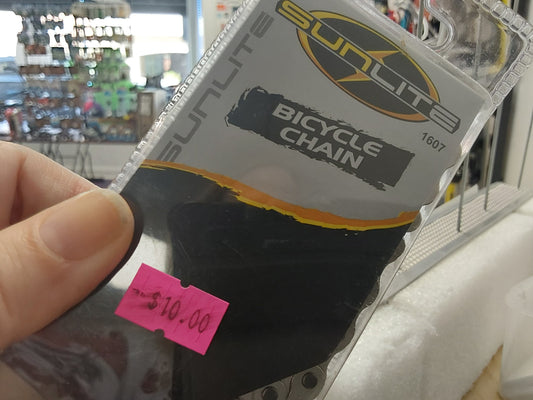 SUNLITE
SUNLITE
BICYCLE
CHAIN
1607
$10.00